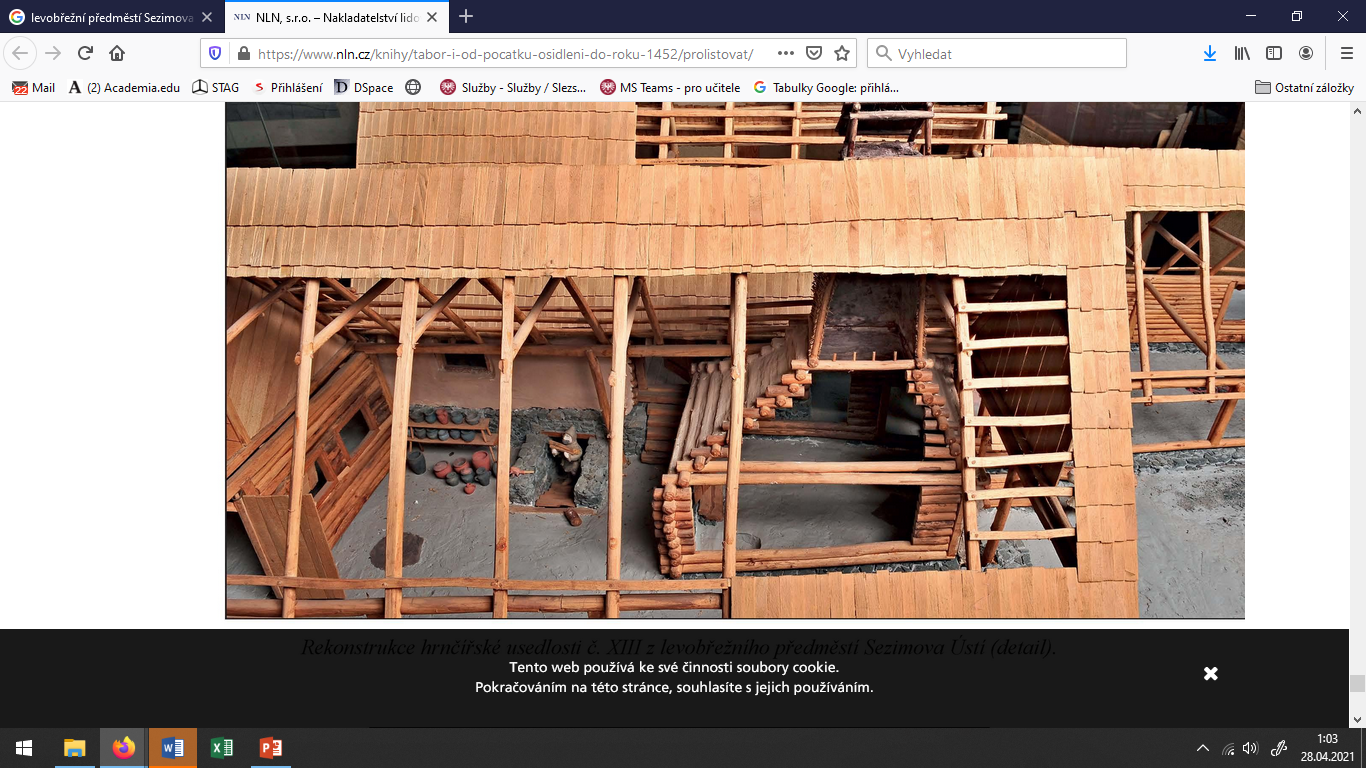 levobřežní předměstí Sezimova
NLN, s.r.o. – Nakladatelství lido
https://www.nln.cz/knihy/tabor-i-od-pocatku-osidleni-do-roku-1452/prolistovat/
Vyhledat
Mail
(2) Academia.edu
STAG
Přihlášení
DSpace
Služby - Služby / Slezs...
MS Teams - pro učitele
Tabulky Google: přihlá...
Ostatní záložky
Rekonstrukce hrnčířské usedlosti č. XIII z levobřežního předměstí Sezimova Ústí (detail).
Tento web používá ke své činnosti soubory cookie.
Pokračováním na této stránce, souhlasíte s jejich používáním.
1:03
28.04.2021